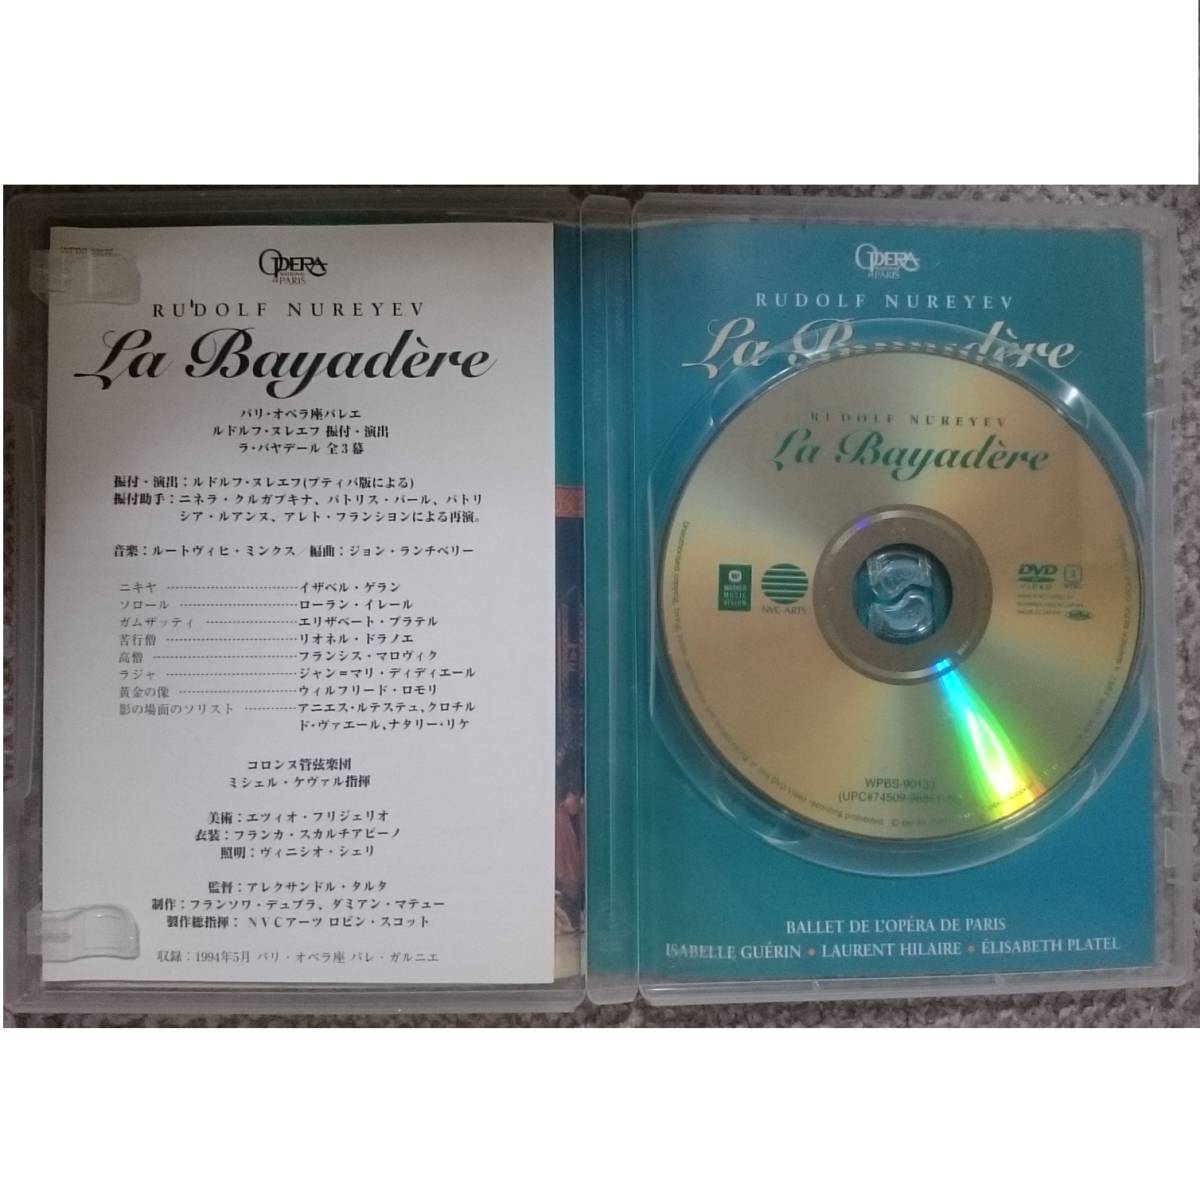 OPERA
NATIONAL
DE PARIS
RUDOLF NUREYEV
La Bayadère
パリ・オペラ座バレエ
ルドルフ・ヌレエフ 振付・演出
ラ・バヤデール 全3幕
振付・演出：ルドルフ・ヌレエフ(プティパ版による)
振付助手：ニネラ・クルガプキナ、パトリス・バール、パトリ
シア・ルアンヌ、アレト・フランションによる再演。
音楽：ルートヴィヒ・ミンクス／編曲：ジョン・ランチベリー
ニキヤ ……………………イザベル・ゲラン
ソロール …………………ローラン・イレール
ガムザッティ ……………エリザベート・プラテル
苦行僧 ……………………リオネル・ドラノエ
高僧 ………………………フランシス・マロヴィク
ラジャ ……………………ジャン=マリ・ディディエール
黄金の像 …………………ウィルフリード・ロモリ
影の場面のソリスト ………アニエス・ルテステュ、クロチル
ド・ヴァエール、ナタリー・リケ
コロンヌ管弦楽団
ミシェル・ケヴァル指揮
美術：エツィオ・フリジェリオ
衣装：フランカ・スカルチアピーノ
照明：ヴィニシオ・シェリ
監督：アレクサンドル・タルタ
制作：フランソワ・デュプラ、ダミアン・マテュー
製作総指揮： NVCアーツ ロビン・スコット
収録：1994年5月 パリ・オペラ座 パレ・ガルニエ
OPERA
NATIONAL
DE PARIS
RUDOLF NUREYEV
La Bayadère
RUDOLF NUREYEV
La Bayadère
WARNER
MUSIC
VISION
NVC ARTS
DVD
VIDEO
WPBS-90133
BALLET DE L'OPÉRA DE PARIS
ISABELLE GUÉRIN • LAURENT HILAIRE • ÉLISABETH PLATEL